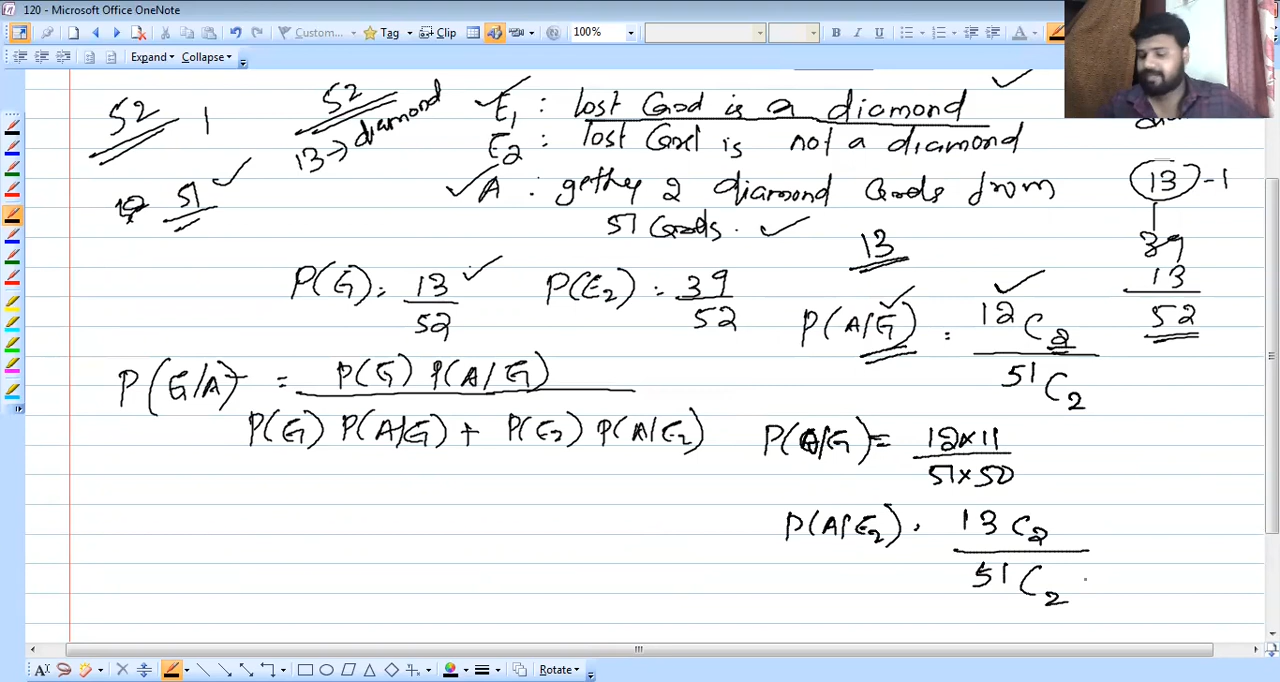 120 - Microsoft Office OneNote
Custom... Tag Clip 100%
B I U A
Expand Collapse
52 1 52 E1 : lost Card is a diamond
13 → diamond E2 : lost Card is not a diamond
51 A : getting 2 diamond Cards from
51 Cards.
13 -1
39
13
52
13
P(E1) = 13/52 P(E2) = 39/52 P(A/E1) = 12C2/51C2
P(E1/A) = P(E1) P(A/E1)
P(E1) P(A/E1) + P(E2) P(A/E2)
P(A/E1) = 12×11/51×50
P(A/E2) = 13C2/51C2
A Rotate